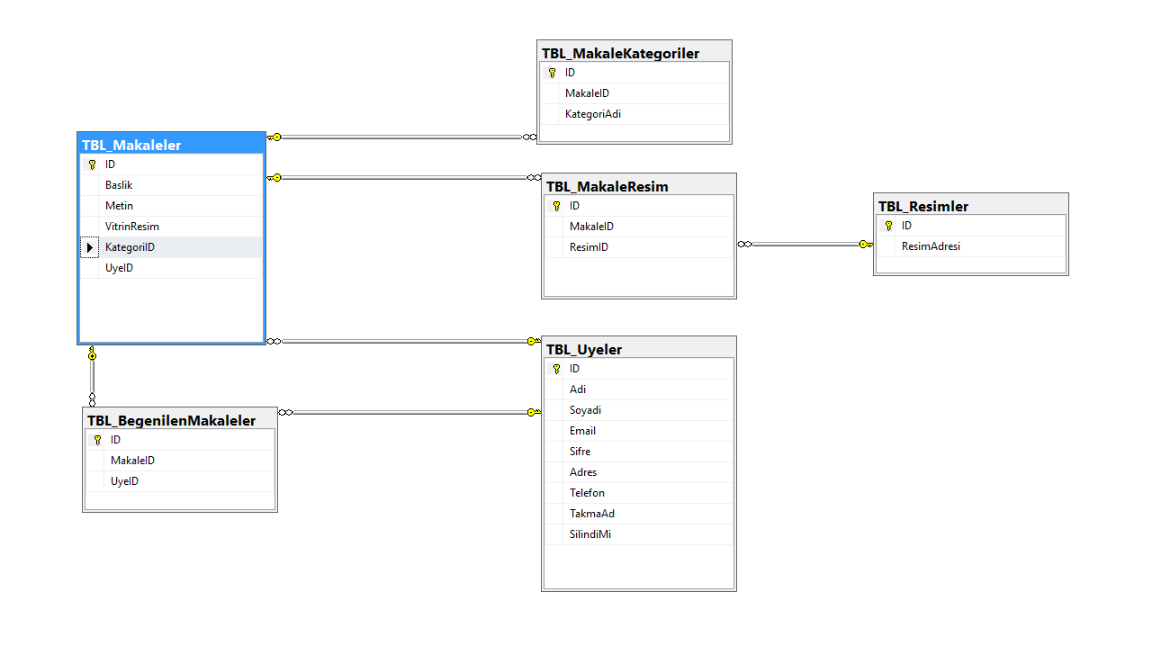 TBL_MakaleKategoriler
ID
MakaleID
KategoriAdi
TBL_Makaleler
ID
Baslik
Metin
VitrinResim
KategoriID
UyeID
TBL_MakaleResim
ID
MakaleID
ResimID
TBL_Resimler
ID
ResimAdresi
TBL_Uyeler
ID
Adi
Soyadi
Email
Sifre
Adres
Telefon
TakmaAd
SilindiMi
TBL_BegenilenMakaleler
ID
MakaleID
UyeID